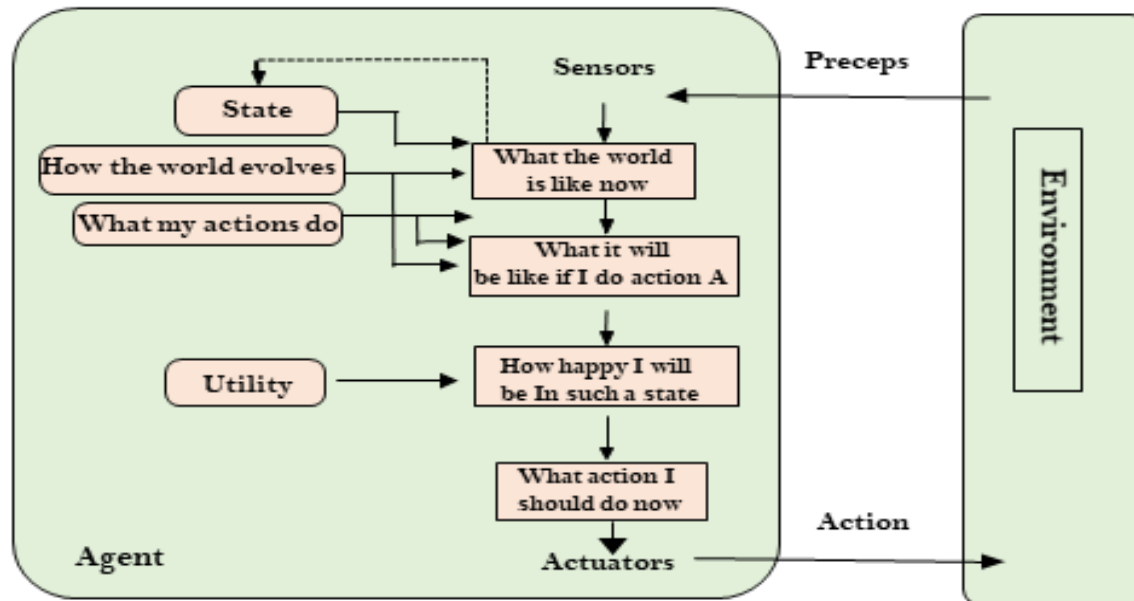 Sensors
Preceps
State
How the world evolves
What the world
is like now
What my actions do
What it will
be like if I do action A
Environment
Utility
How happy I will
be In such a state
What action I
should do now
Action
Agent
Actuators